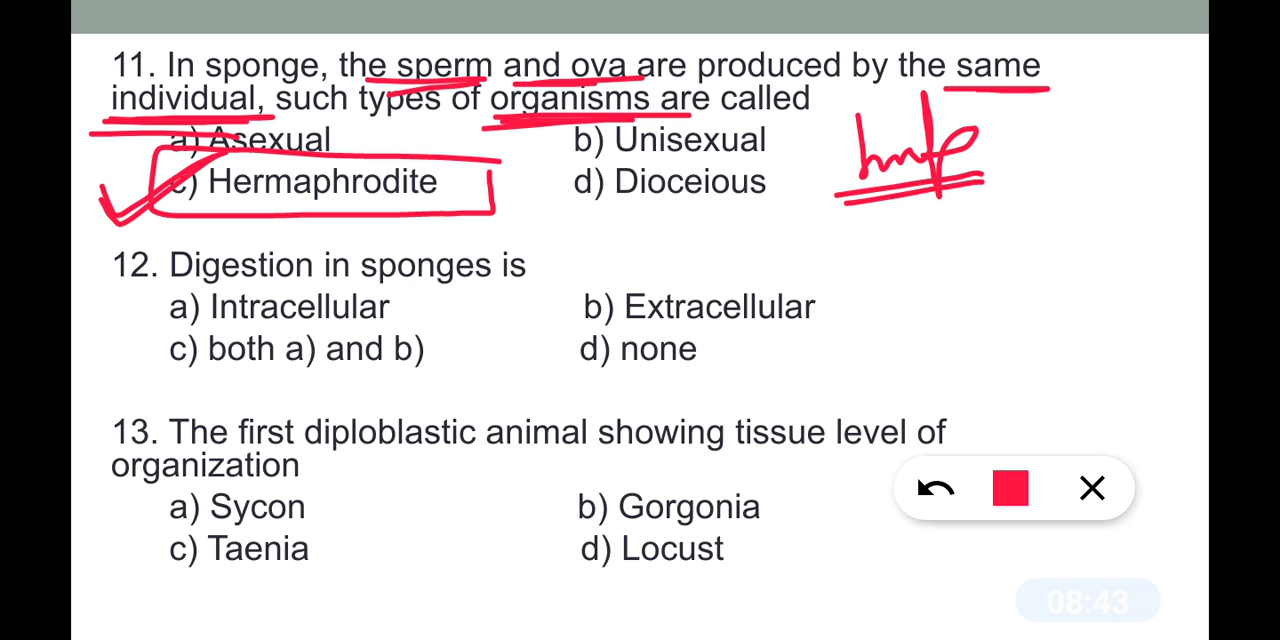 11. In sponge, the sperm and ova are produced by the same
individual, such types of organisms are called
a) Asexual b) Unisexual
c) Hermaphrodite d) Dioceious
12. Digestion in sponges is
a) Intracellular b) Extracellular
c) both a) and b) d) none
13. The first diploblastic animal showing tissue level of
organization
a) Sycon b) Gorgonia
c) Taenia d) Locust
08:43